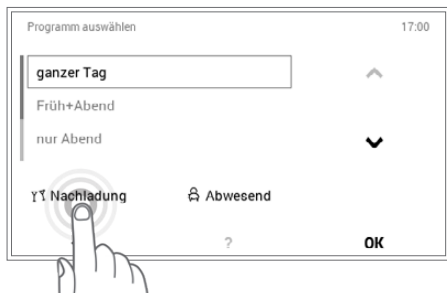 Programm auswählen 17:00
ganzer Tag
Früh+Abend
nur Abend
Nachladung Abwesend
? OK